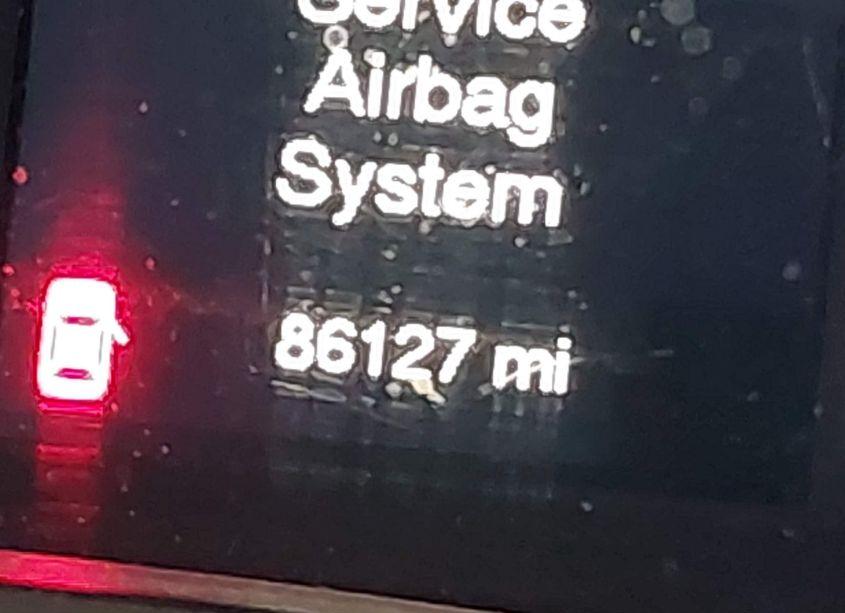 Service
Airbag
System
86127 mi